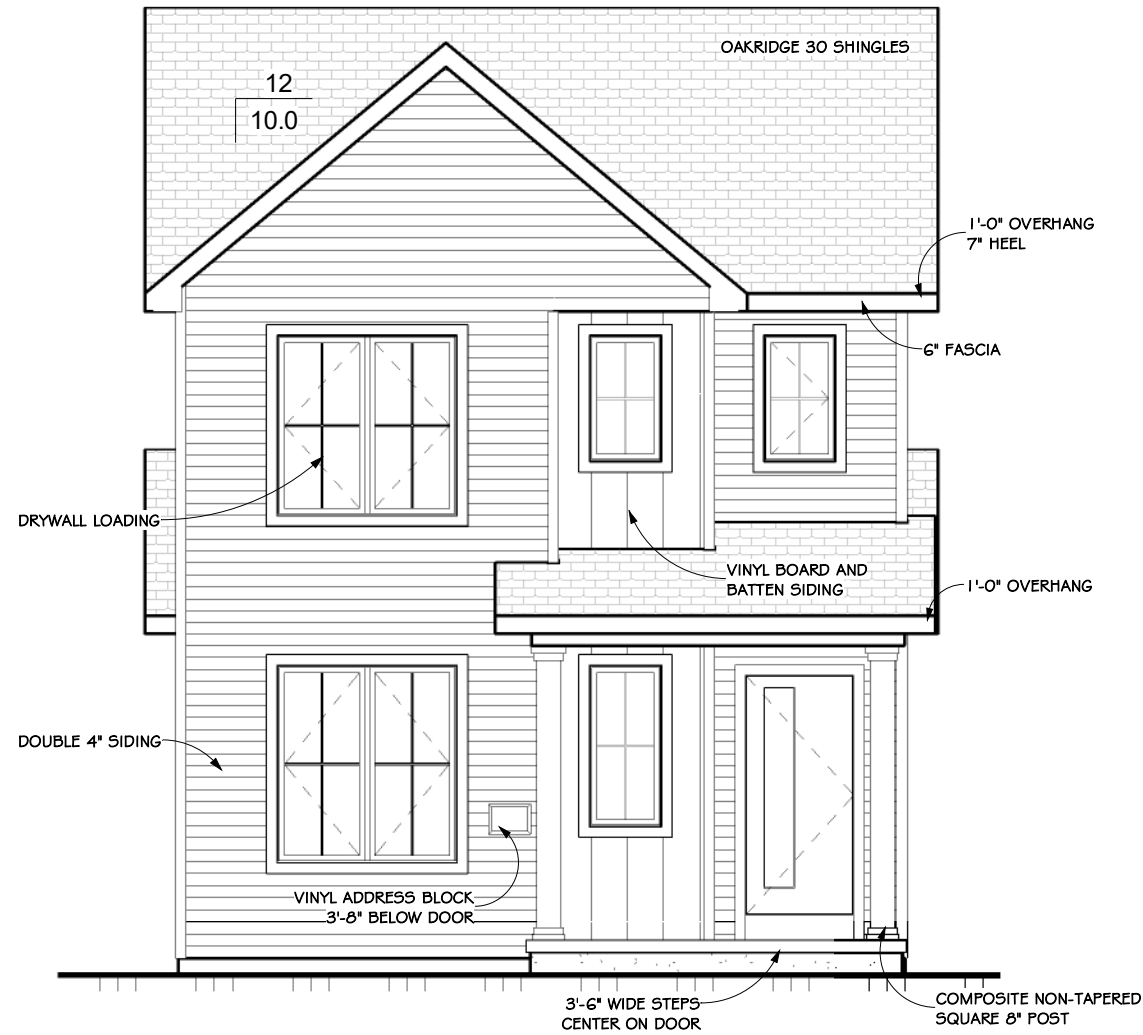 OAKRIDGE 30 SHINGLES
12
10.0
1'-0" OVERHANG
7" HEEL
6" FASCIA
DRYWALL LOADING
VINYL BOARD AND
BATTEN SIDING
1'-0" OVERHANG
DOUBLE 4" SIDING
VINYL ADDRESS BLOCK
3'-8" BELOW DOOR
3'-6" WIDE STEPS
CENTER ON DOOR
COMPOSITE NON-TAPERED
SQUARE 8" POST